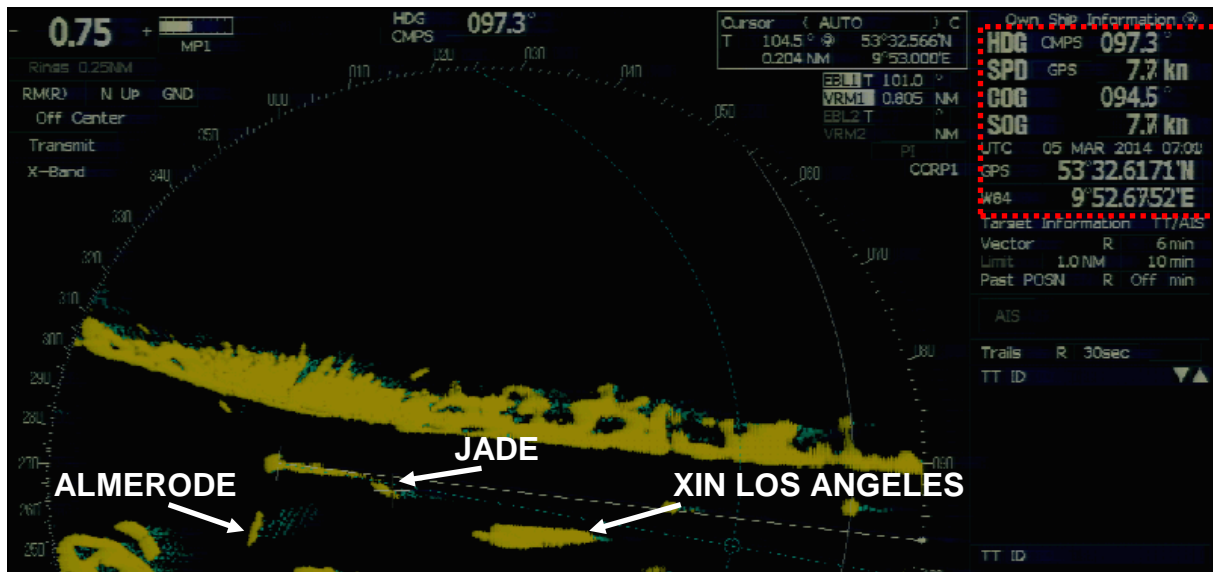 - 0.75 +
MP1
Rings 0.25NM
RM(R) N UP GND
Off Center
Transmit
X-Band
HDG 097.3°
CMPS
Cursor ( AUTO ) C
T 104.5° 53°32.566'N
0.204 NM 9°53.000'E
EBL1 T 101.0 °
VRM1 0.805 NM
EBL2 T °
VRM2 NM
PI
CCRP1
Own Ship Information
HDG CMPS 097.3°
SPD GPS 7.7 kn
COG 094.5°
SOG 7.7 kn
UTC 05 MAR 2014 07:01
GPS 53°32.6171'N
W84 9°52.6752'E
Target Information TT/AIS
Vector R 6 min
Limit 1.0 NM 10 min
Past POSN R Off min
AIS
Trails R 30sec
TT ID ▼▲
TT ID
250
260
270
280
290
300
310
320
330
340
350
000
010
020
030
040
050
060
070
080
090
JADE
ALMERODE
XIN LOS ANGELES